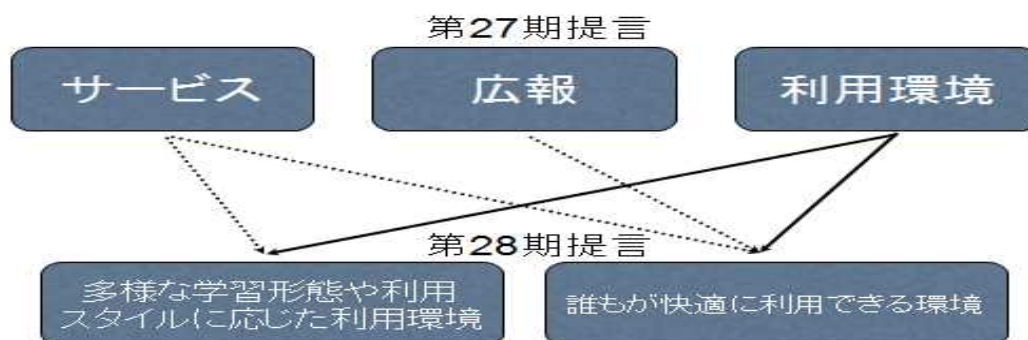 第27期提言
サービス
広報
利用環境
第28期提言
多様な学習形態や利用
スタイルに応じた利用環境
誰もが快適に利用できる環境